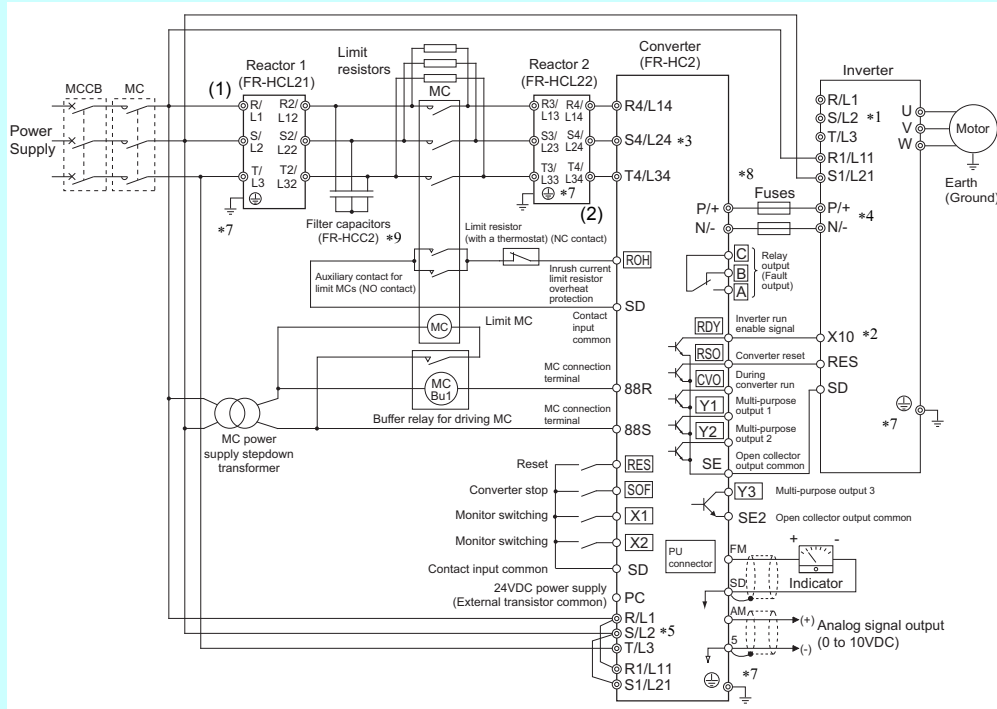 Power
Supply
MCCB
MC
(1)
Reactor 1
(FR-HCL21)
R/
L1
R2/
L12
S/
L2
S2/
L22
T/
L3
T2/
L32
*7
Limit
resistors
MC
Filter capacitors
(FR-HCC2)
*9
Reactor 2
(FR-HCL22)
R3/
L13
R4/
L14
S3/
L23
S4/
L24
T3/
L33
T4/
L34
*7
(2)
Limit resistor
(with a thermostat) (NC contact)
Auxiliary contact for
limit MCs (NO contact)
Inrush current
limit resistor
overheat
protection
Contact
input
common
MC
Limit MC
MC
Bu1
Buffer relay for driving MC
MC connection
terminal
MC connection
terminal
MC power
supply stepdown
transformer
Reset
Converter stop
Monitor switching
Monitor switching
Contact input common
24VDC power supply
(External transistor common)
Converter
(FR-HC2)
R4/L14
S4/L24 *3
T4/L34
ROH
SD
88R
88S
RES
SOF
X1
X2
SD
PC
R/L1
S/L2 *5
T/L3
R1/L11
S1/L21
*8
P/+
N/-
Fuses
C
B
A
Relay
output
(Fault
output)
RDY
Inverter run
enable signal
RSO
Converter reset
CVO
During
converter run
Y1
Multi-purpose
output 1
Y2
Multi-purpose
output 2
SE
Open collector
output common
Y3
Multi-purpose output 3
SE2
Open collector output common
PU
connector
FM
SD
+
-
Indicator
AM
5
(+)
(-)
Analog signal output
(0 to 10VDC)
*7
Inverter
R/L1
S/L2 *1
T/L3
R1/L11
S1/L21
P/+
N/-
*4
X10 *2
RES
SD
*7
U
V
W
Motor
Earth
(Ground)